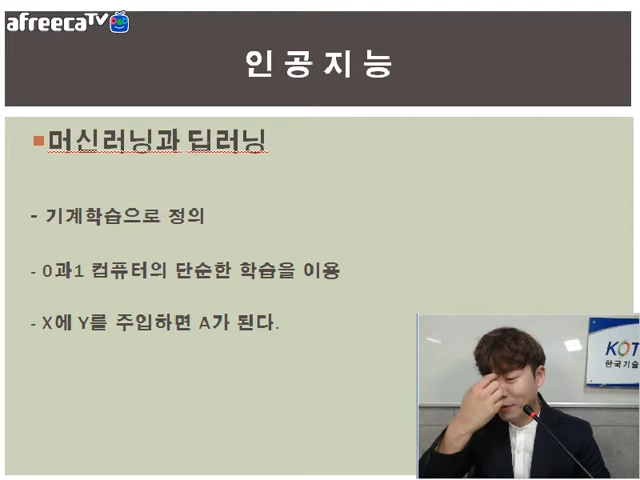 afreecaTV
인공지능
머신러닝과 딥러닝
- 기계학습으로 정의
- 0과1 컴퓨터의 단순한 학습을 이용
- X에 Y를 주입하면 A가 된다.
KOT
한국기술